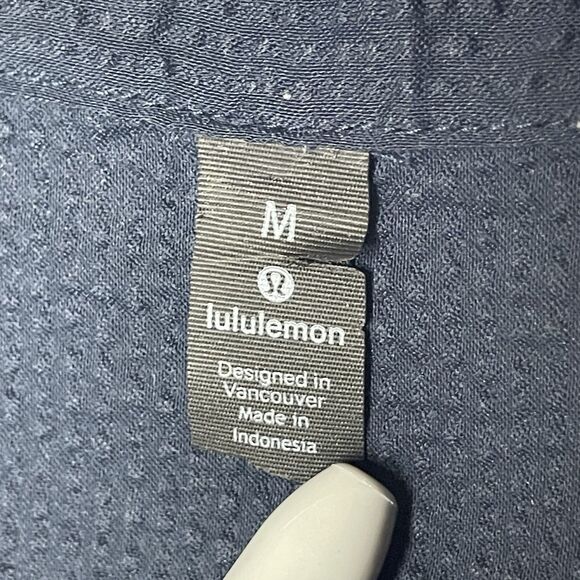 M
lululemon
Designed in
Vancouver
Made in
Indonesia